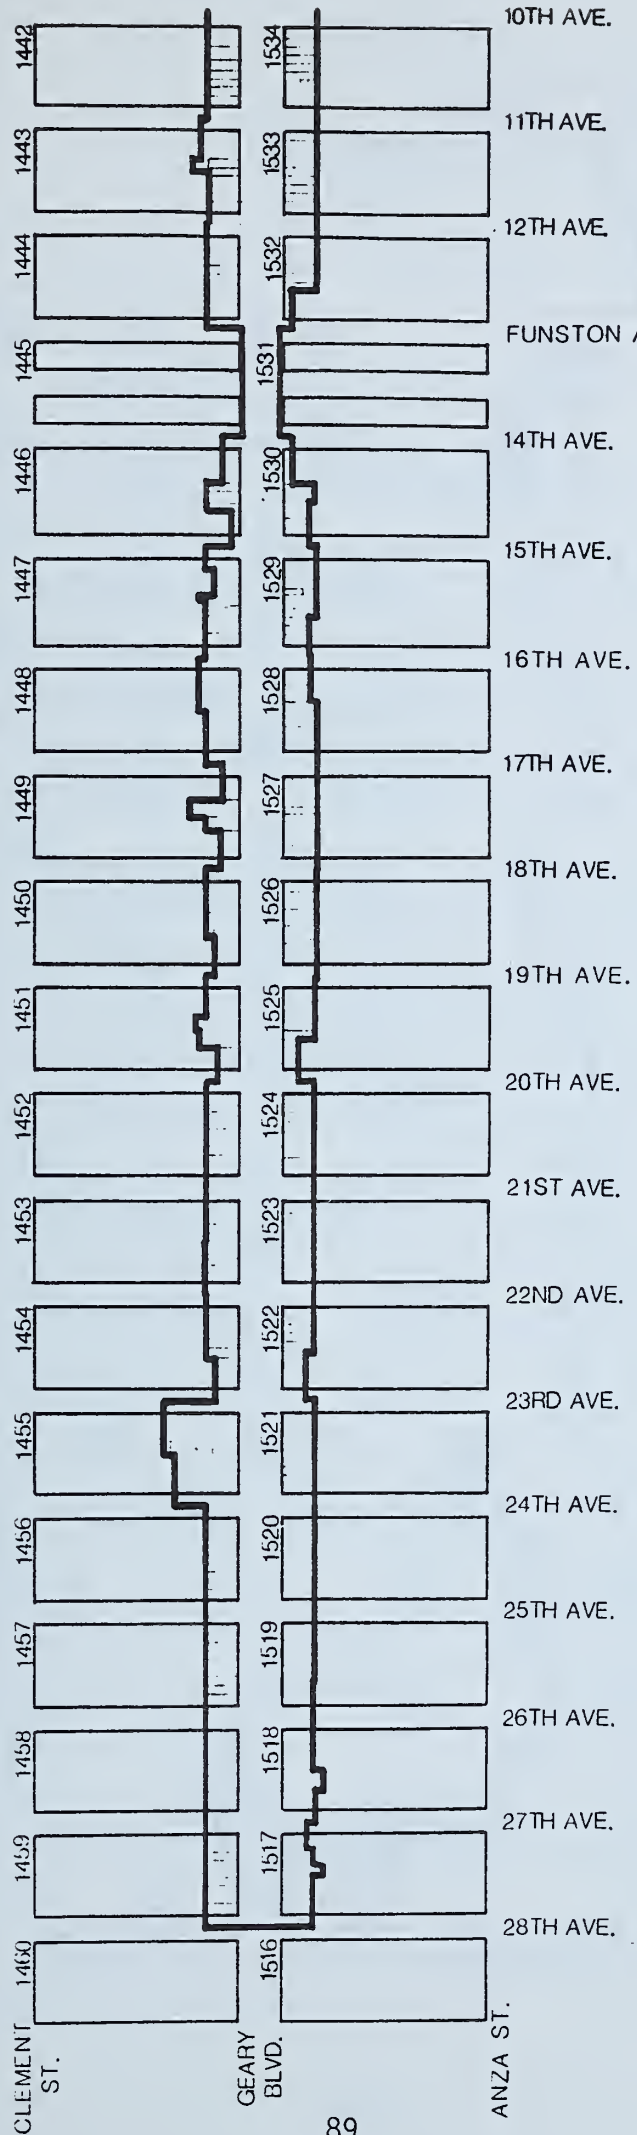 10TH AVE.
1442
1534
11TH AVE.
1443
1533
12TH AVE.
1444
1532
FUNSTON A
1445
1531
14TH AVE.
1446
1530
15TH AVE.
1447
1529
16TH AVE.
1448
1528
17TH AVE.
1449
1527
18TH AVE.
1450
1526
19TH AVE.
1451
1525
20TH AVE.
1452
1524
21ST AVE.
1453
1523
22ND AVE.
1454
1522
23RD AVE.
1455
1521
24TH AVE.
1456
1520
25TH AVE.
1457
1519
26TH AVE.
1458
1518
27TH AVE.
1459
1517
28TH AVE.
1460
1516
CLEMENT
ST.
GEARY
BLVD.
ANZA ST.
89